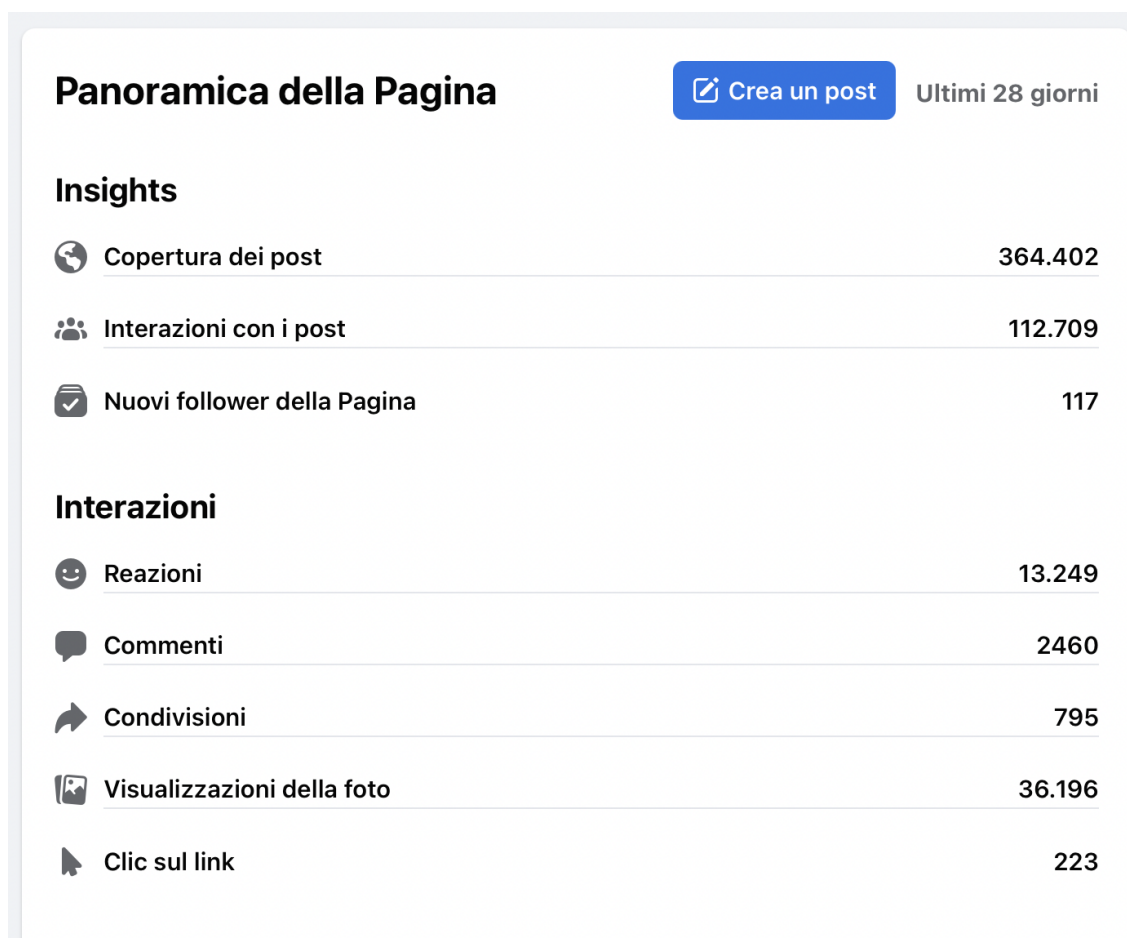 Panoramica della Pagina
Crea un post
Ultimi 28 giorni
Insights
Copertura dei post 364.402
Interazioni con i post 112.709
Nuovi follower della Pagina 117
Interazioni
Reazioni 13.249
Commenti 2460
Condivisioni 795
Visualizzazioni della foto 36.196
Clic sul link 223